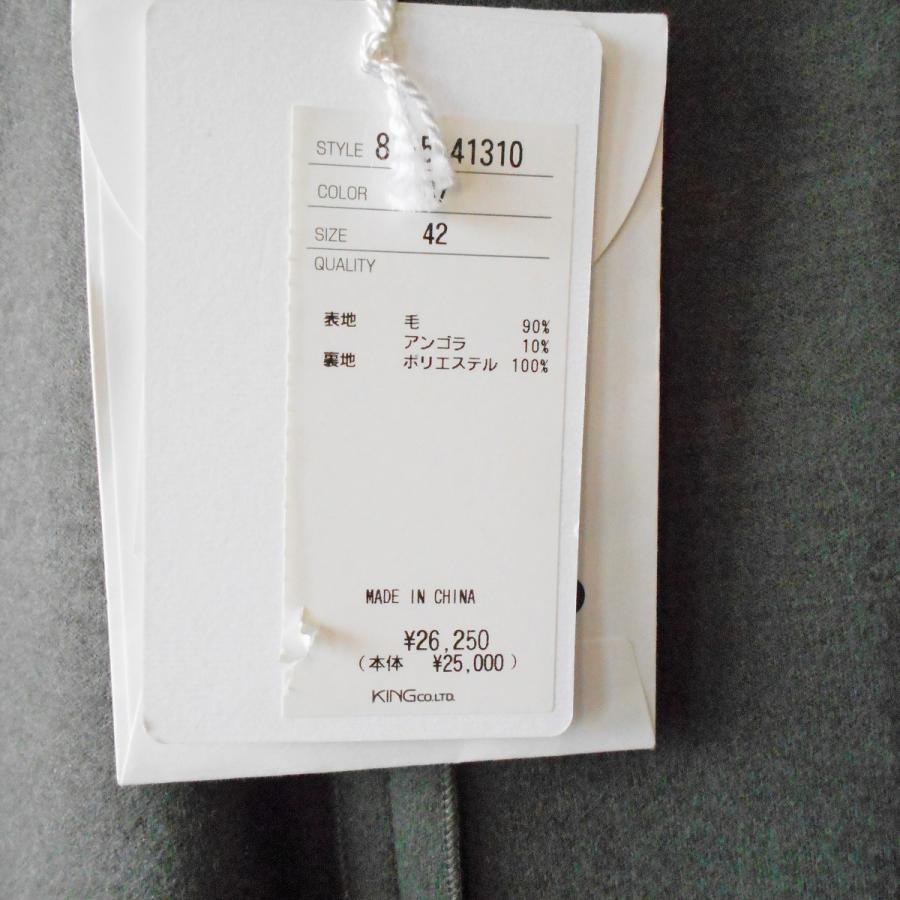 STYLE 8 5 41310
COLOR 7
SIZE 42
QUALITY
表地 毛 90%
アンゴラ 10%
裏地 ポリエステル 100%
MADE IN CHINA
¥26,250
(本体 ¥25,000)
KING CO.LTD.